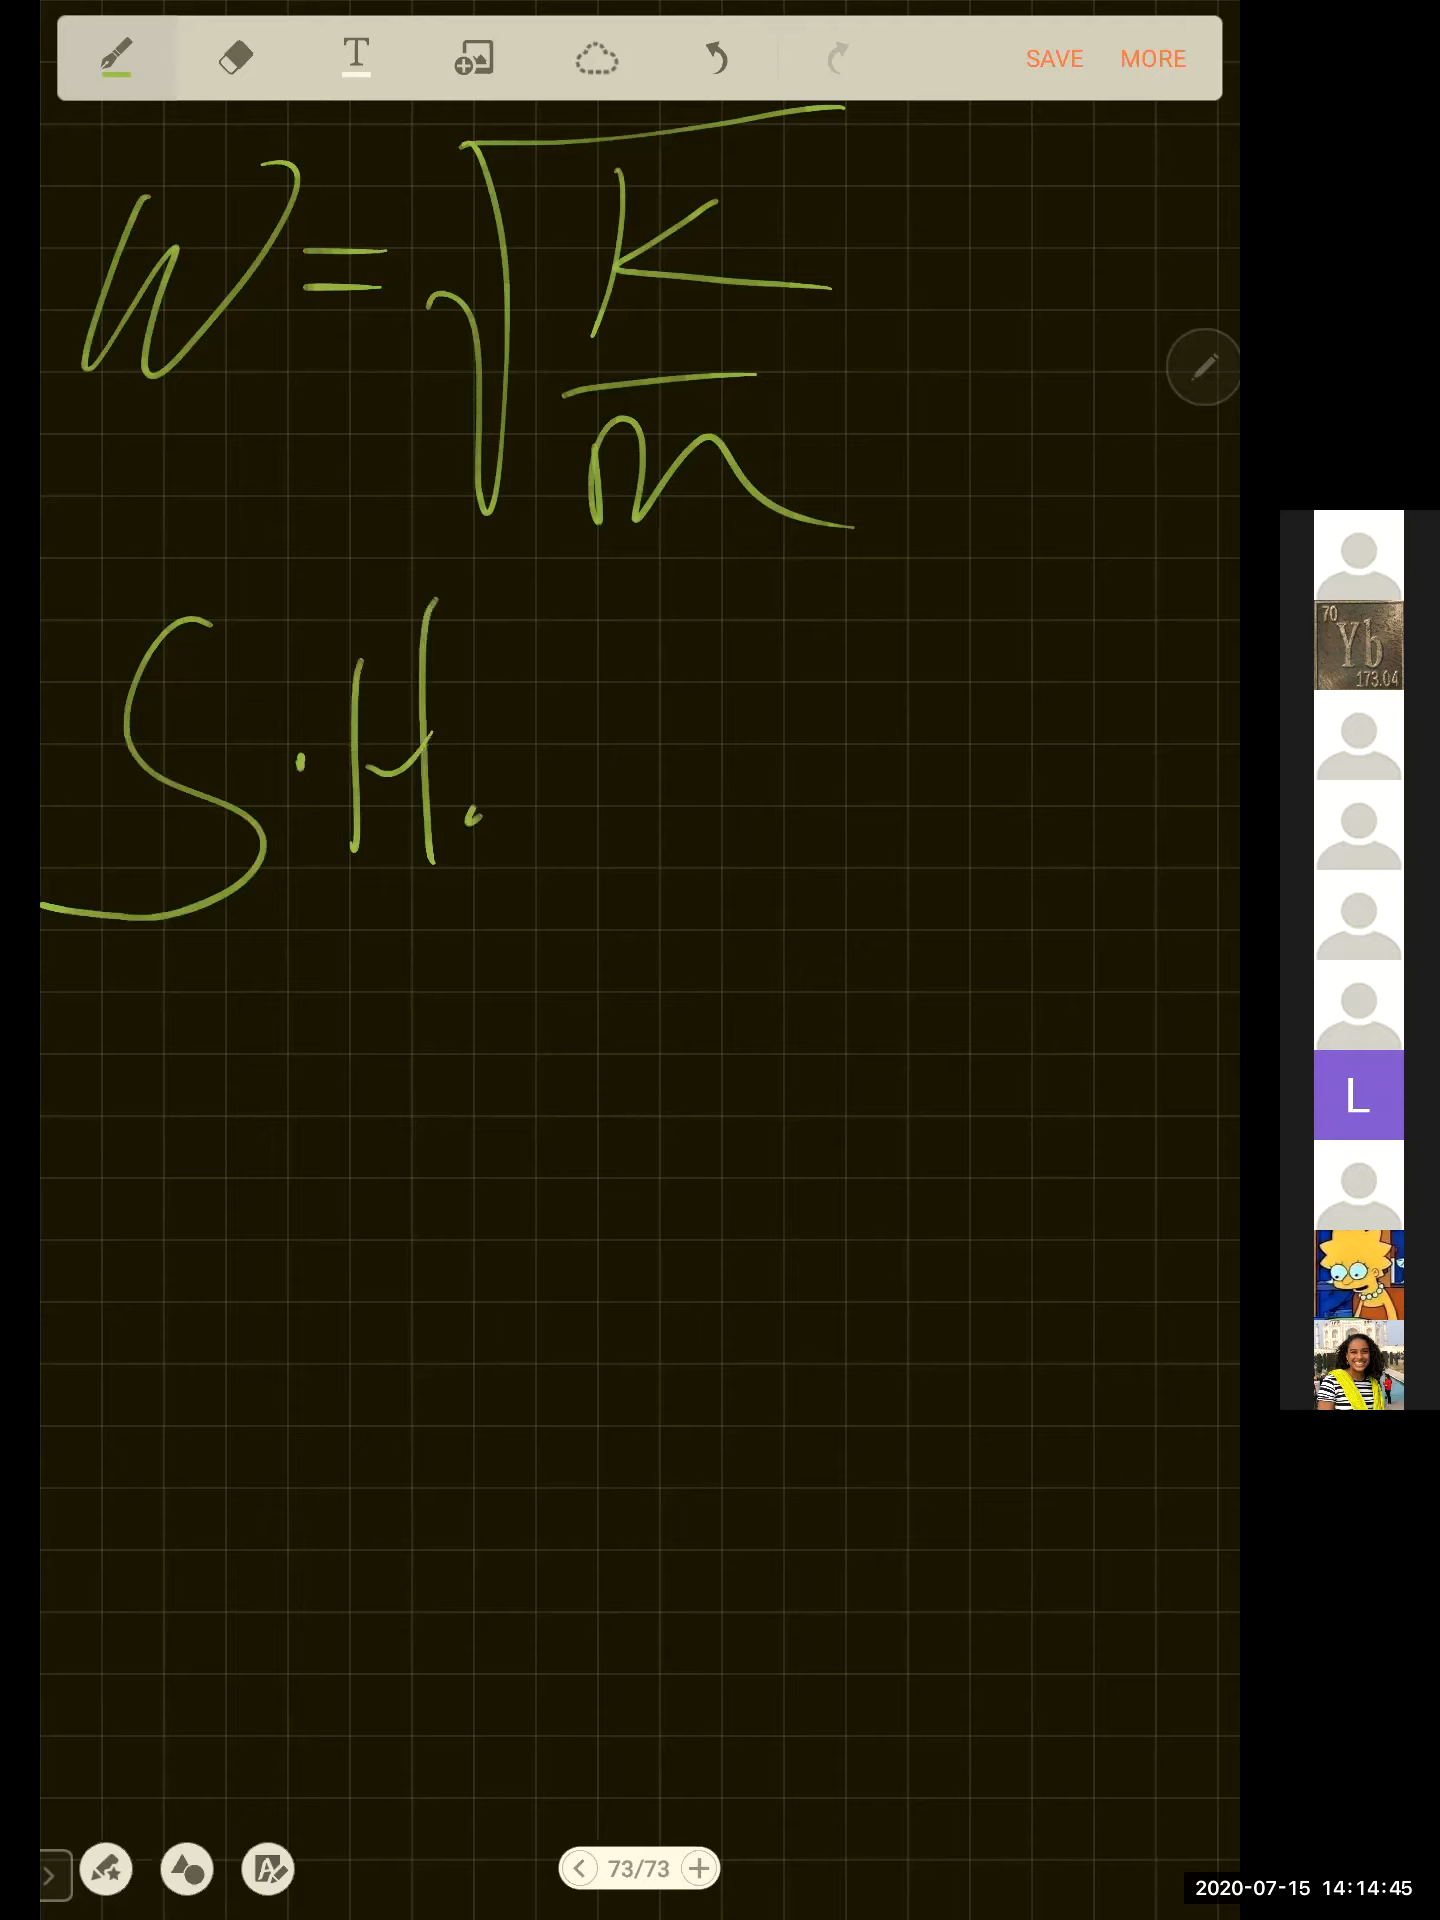 T SAVE MORE
ω = √(K/m)
S.H.
70
Yb
173.04
L
73/73
2020-07-15 14:14:45